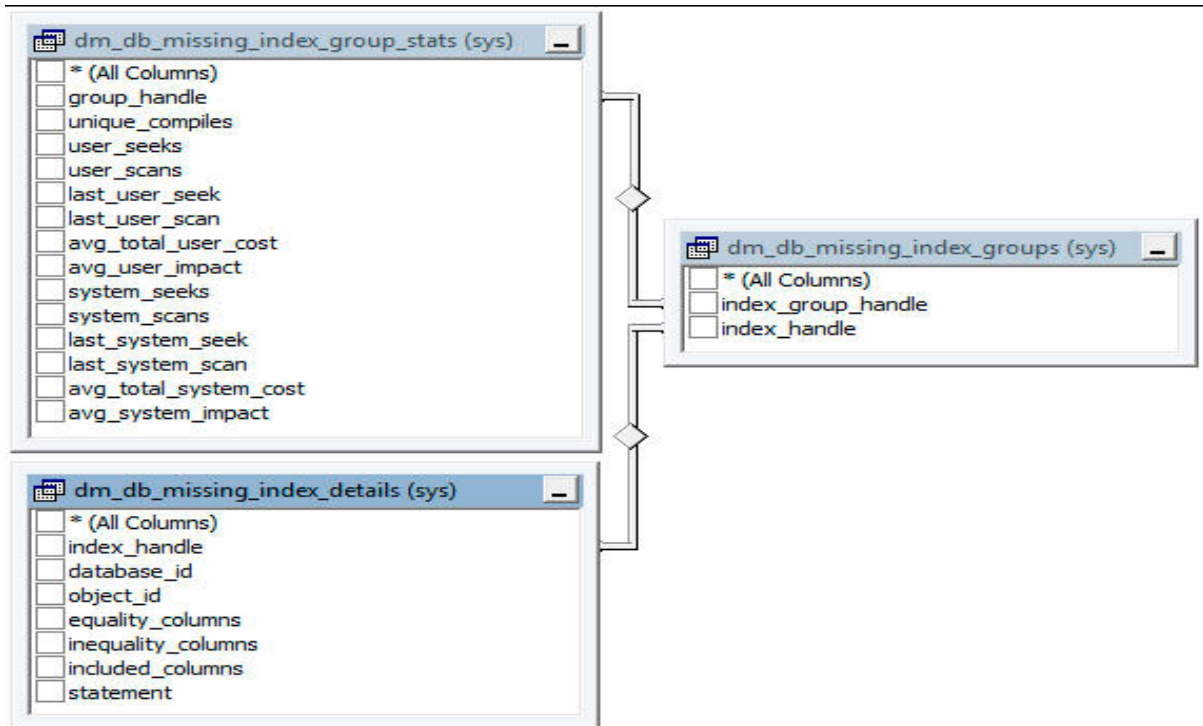 dm_db_missing_index_group_stats (sys)
* (All Columns)
group_handle
unique_compiles
user_seeks
user_scans
last_user_seek
last_user_scan
avg_total_user_cost
avg_user_impact
system_seeks
system_scans
last_system_seek
last_system_scan
avg_total_system_cost
avg_system_impact
dm_db_missing_index_groups (sys)
* (All Columns)
index_group_handle
index_handle
dm_db_missing_index_details (sys)
* (All Columns)
index_handle
database_id
object_id
equality_columns
inequality_columns
included_columns
statement